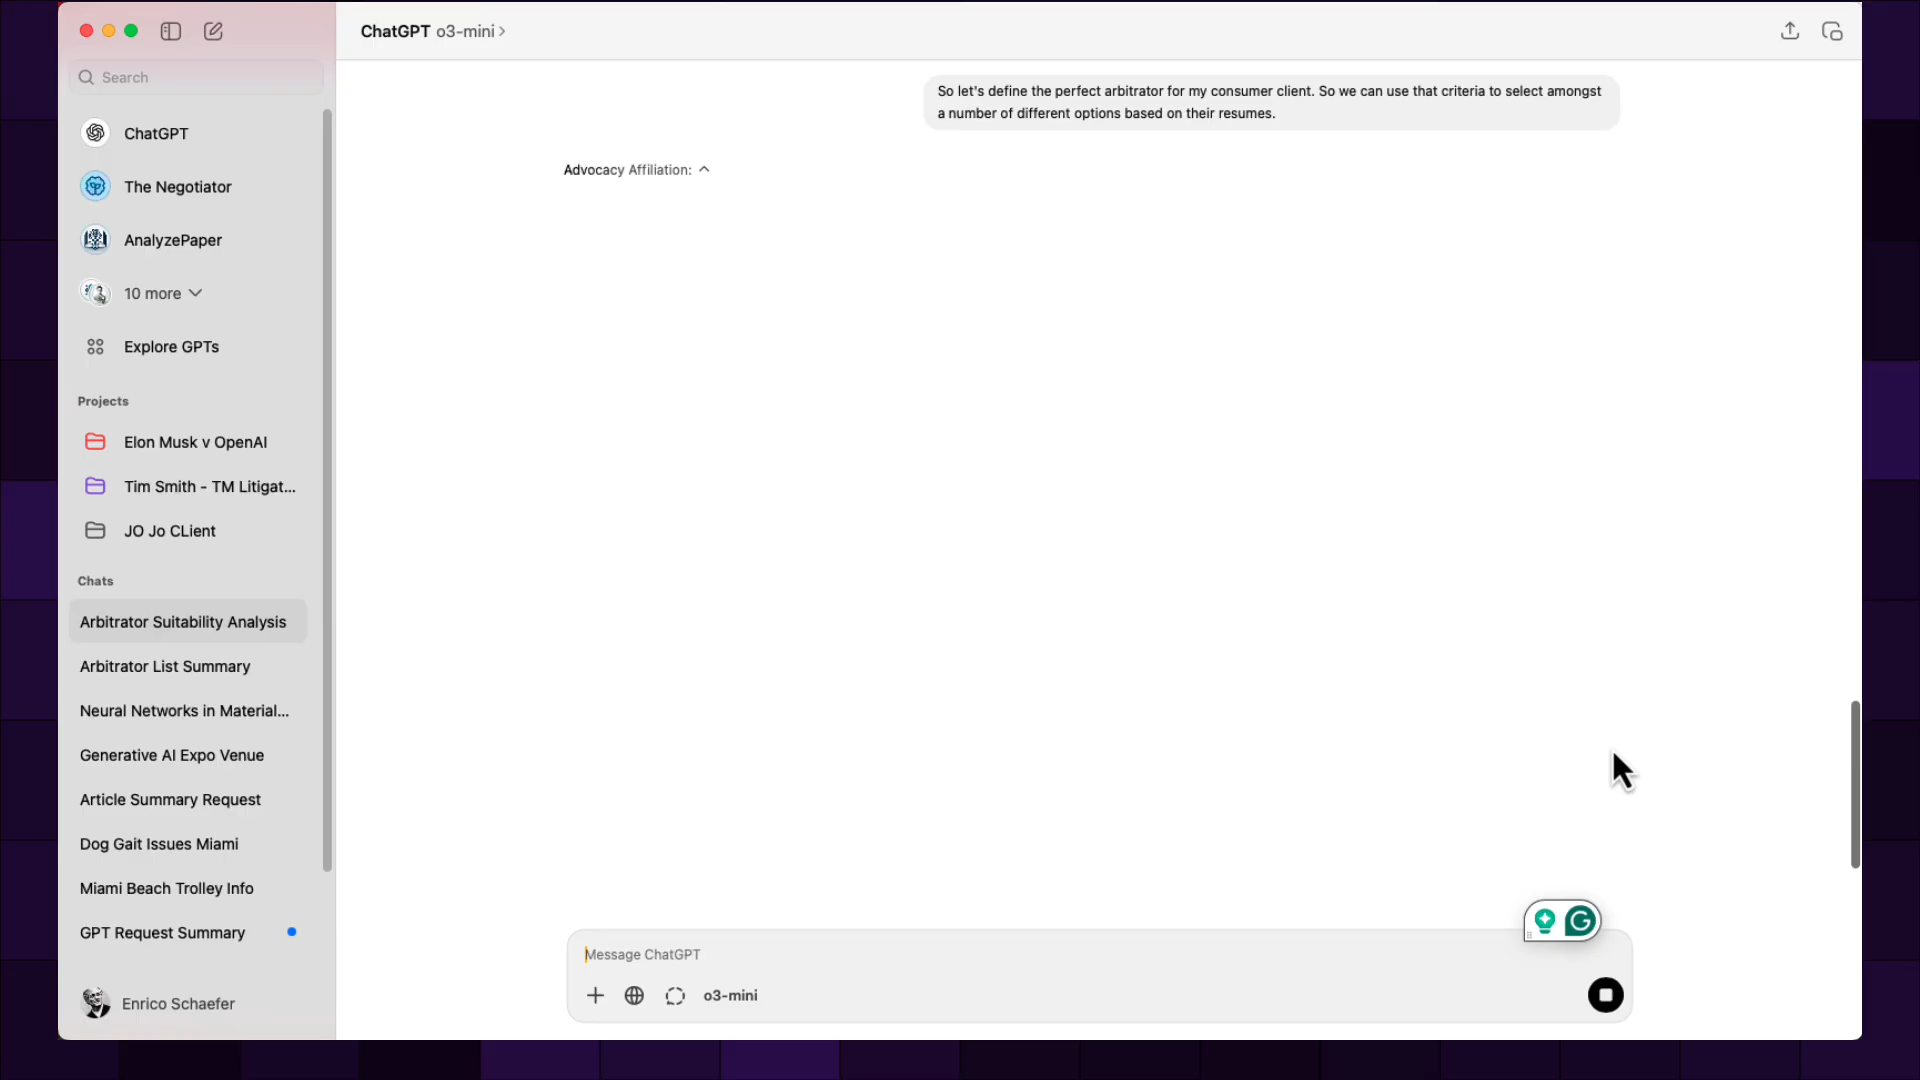 ChatGPT o3-mini >
Search
ChatGPT
The Negotiator
AnalyzePaper
10 more
Explore GPTs
Projects
Elon Musk v OpenAI
Tim Smith - TM Litigat...
JO Jo CLient
Chats
Arbitrator Suitability Analysis
Arbitrator List Summary
Neural Networks in Material...
Generative AI Expo Venue
Article Summary Request
Dog Gait Issues Miami
Miami Beach Trolley Info
GPT Request Summary
Enrico Schaefer
So let's define the perfect arbitrator for my consumer client. So we can use that criteria to select amongst
a number of different options based on their resumes.
Advocacy Affiliation:
Message ChatGPT
o3-mini